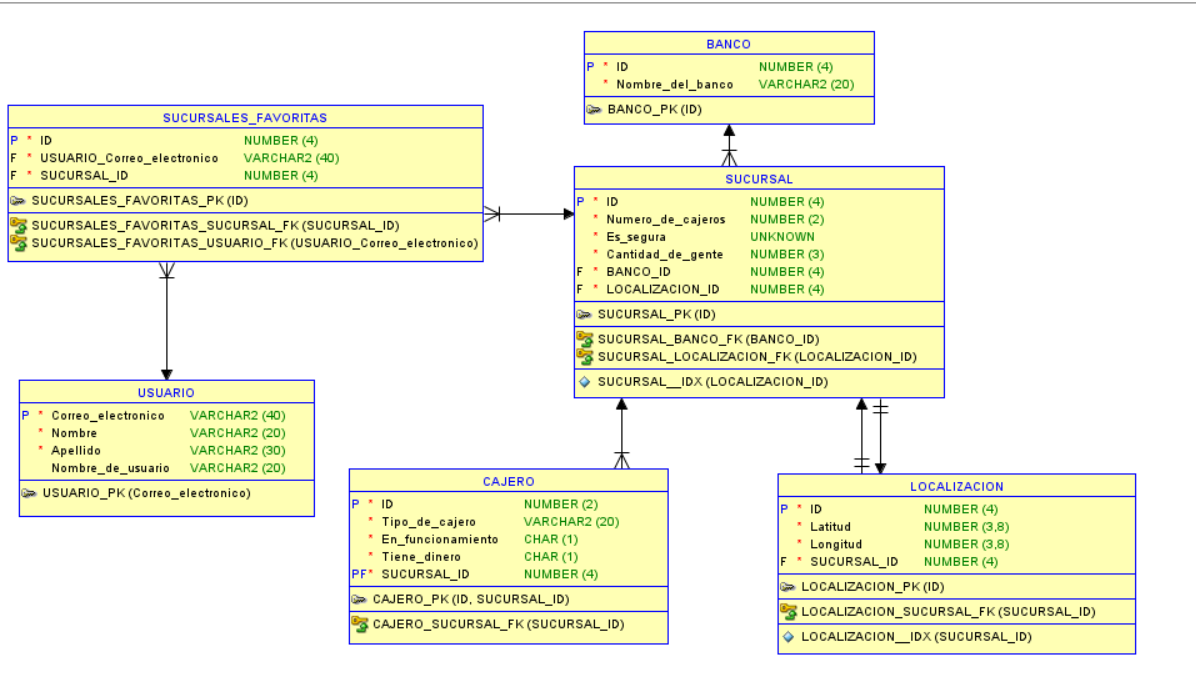 BANCO
P * ID NUMBER (4)
* Nombre_del_banco VARCHAR2 (20)
BANCO_PK (ID)
SUCURSALES_FAVORITAS
P * ID NUMBER (4)
F * USUARIO_Correo_electronico VARCHAR2 (40)
F * SUCURSAL_ID NUMBER (4)
SUCURSALES_FAVORITAS_PK (ID)
SUCURSALES_FAVORITAS_SUCURSAL_FK (SUCURSAL_ID)
SUCURSALES_FAVORITAS_USUARIO_FK (USUARIO_Correo_electronico)
SUCURSAL
P * ID NUMBER (4)
* Numero_de_cajeros NUMBER (2)
* Es_segura UNKNOWN
* Cantidad_de_gente NUMBER (3)
F * BANCO_ID NUMBER (4)
F * LOCALIZACION_ID NUMBER (4)
SUCURSAL_PK (ID)
SUCURSAL_BANCO_FK (BANCO_ID)
SUCURSAL_LOCALIZACION_FK (LOCALIZACION_ID)
SUCURSAL__IDX (LOCALIZACION_ID)
USUARIO
P * Correo_electronico VARCHAR2 (40)
* Nombre VARCHAR2 (20)
* Apellido VARCHAR2 (30)
Nombre_de_usuario VARCHAR2 (20)
USUARIO_PK (Correo_electronico)
CAJERO
P * ID NUMBER (2)
* Tipo_de_cajero VARCHAR2 (20)
* En_funcionamiento CHAR (1)
* Tiene_dinero CHAR (1)
PF* SUCURSAL_ID NUMBER (4)
CAJERO_PK (ID, SUCURSAL_ID)
CAJERO_SUCURSAL_FK (SUCURSAL_ID)
LOCALIZACION
P * ID NUMBER (4)
* Latitud NUMBER (3,8)
* Longitud NUMBER (3,8)
F * SUCURSAL_ID NUMBER (4)
LOCALIZACION_PK (ID)
LOCALIZACION_SUCURSAL_FK (SUCURSAL_ID)
LOCALIZACION__IDX (SUCURSAL_ID)